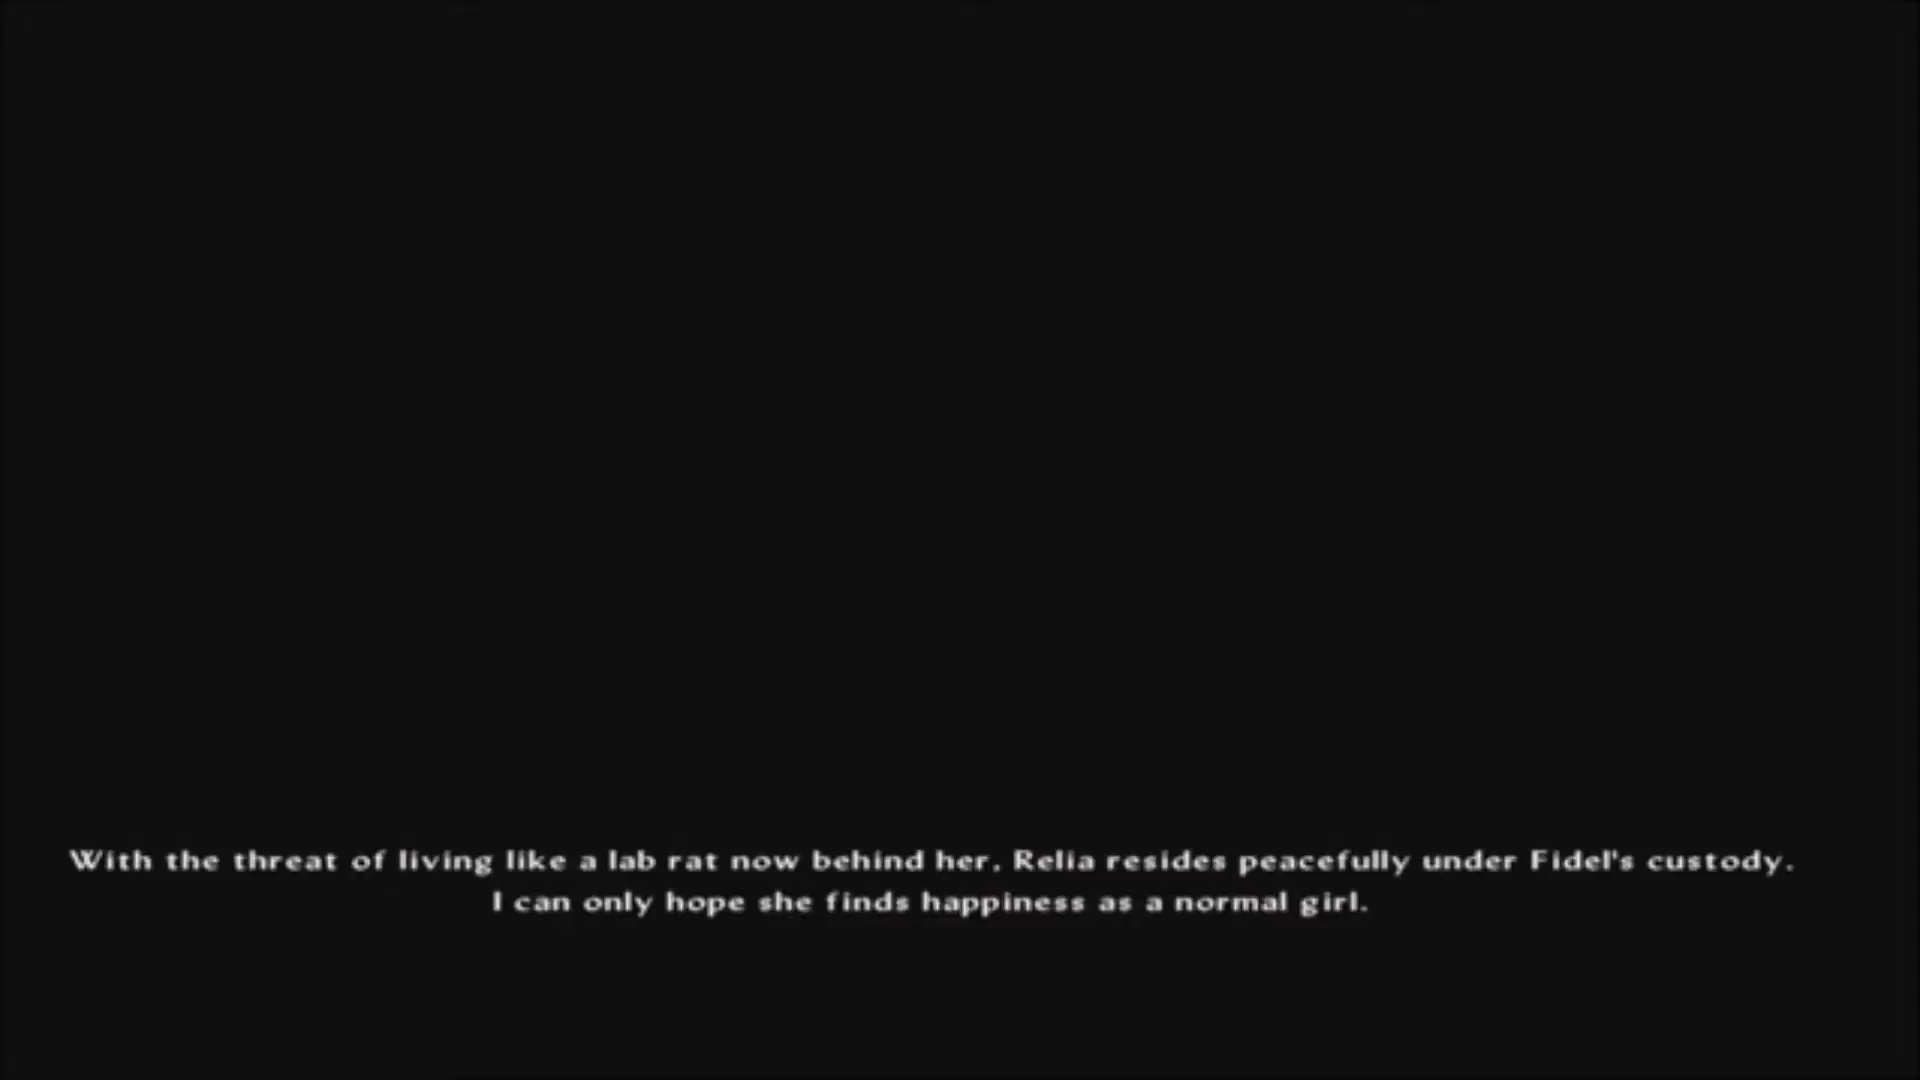 With the threat of living like a lab rat now behind her, Relia resides peacefully under Fidel's custody.
I can only hope she finds happiness as a normal girl.